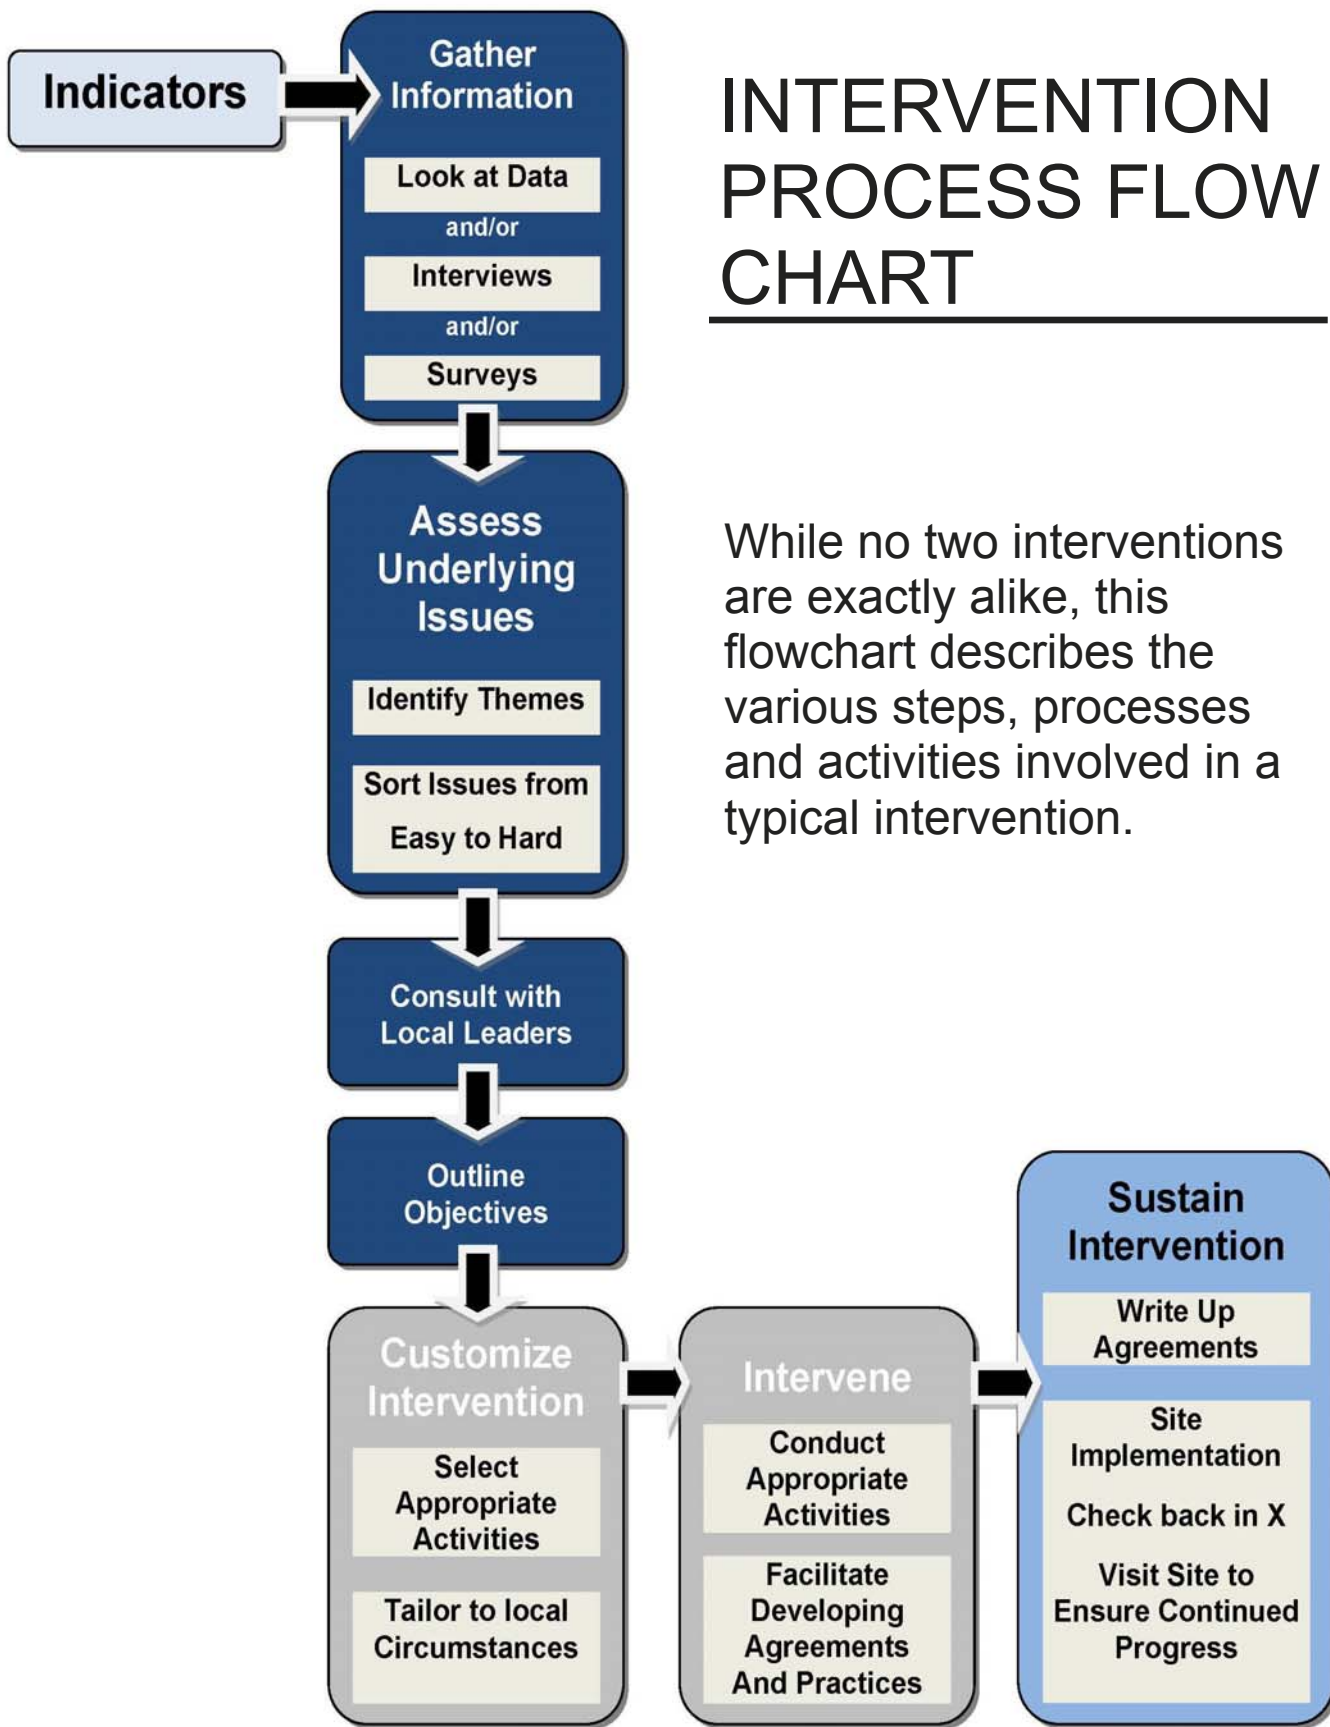 Indicators
Gather
Information
Look at Data
and/or
Interviews
and/or
Surveys
INTERVENTION
PROCESS FLOW
CHART
Assess
Underlying
Issues
Identify Themes
Sort Issues from
Easy to Hard
While no two interventions
are exactly alike, this
flowchart describes the
various steps, processes
and activities involved in a
typical intervention.
Consult with
Local Leaders
Outline
Objectives
Customize
Intervention
Select
Appropriate
Activities
Tailor to local
Circumstances
Intervene
Conduct
Appropriate
Activities
Facilitate
Developing
Agreements
And Practices
Sustain
Intervention
Write Up
Agreements
Site
Implementation
Check back in X
Visit Site to
Ensure Continued
Progress